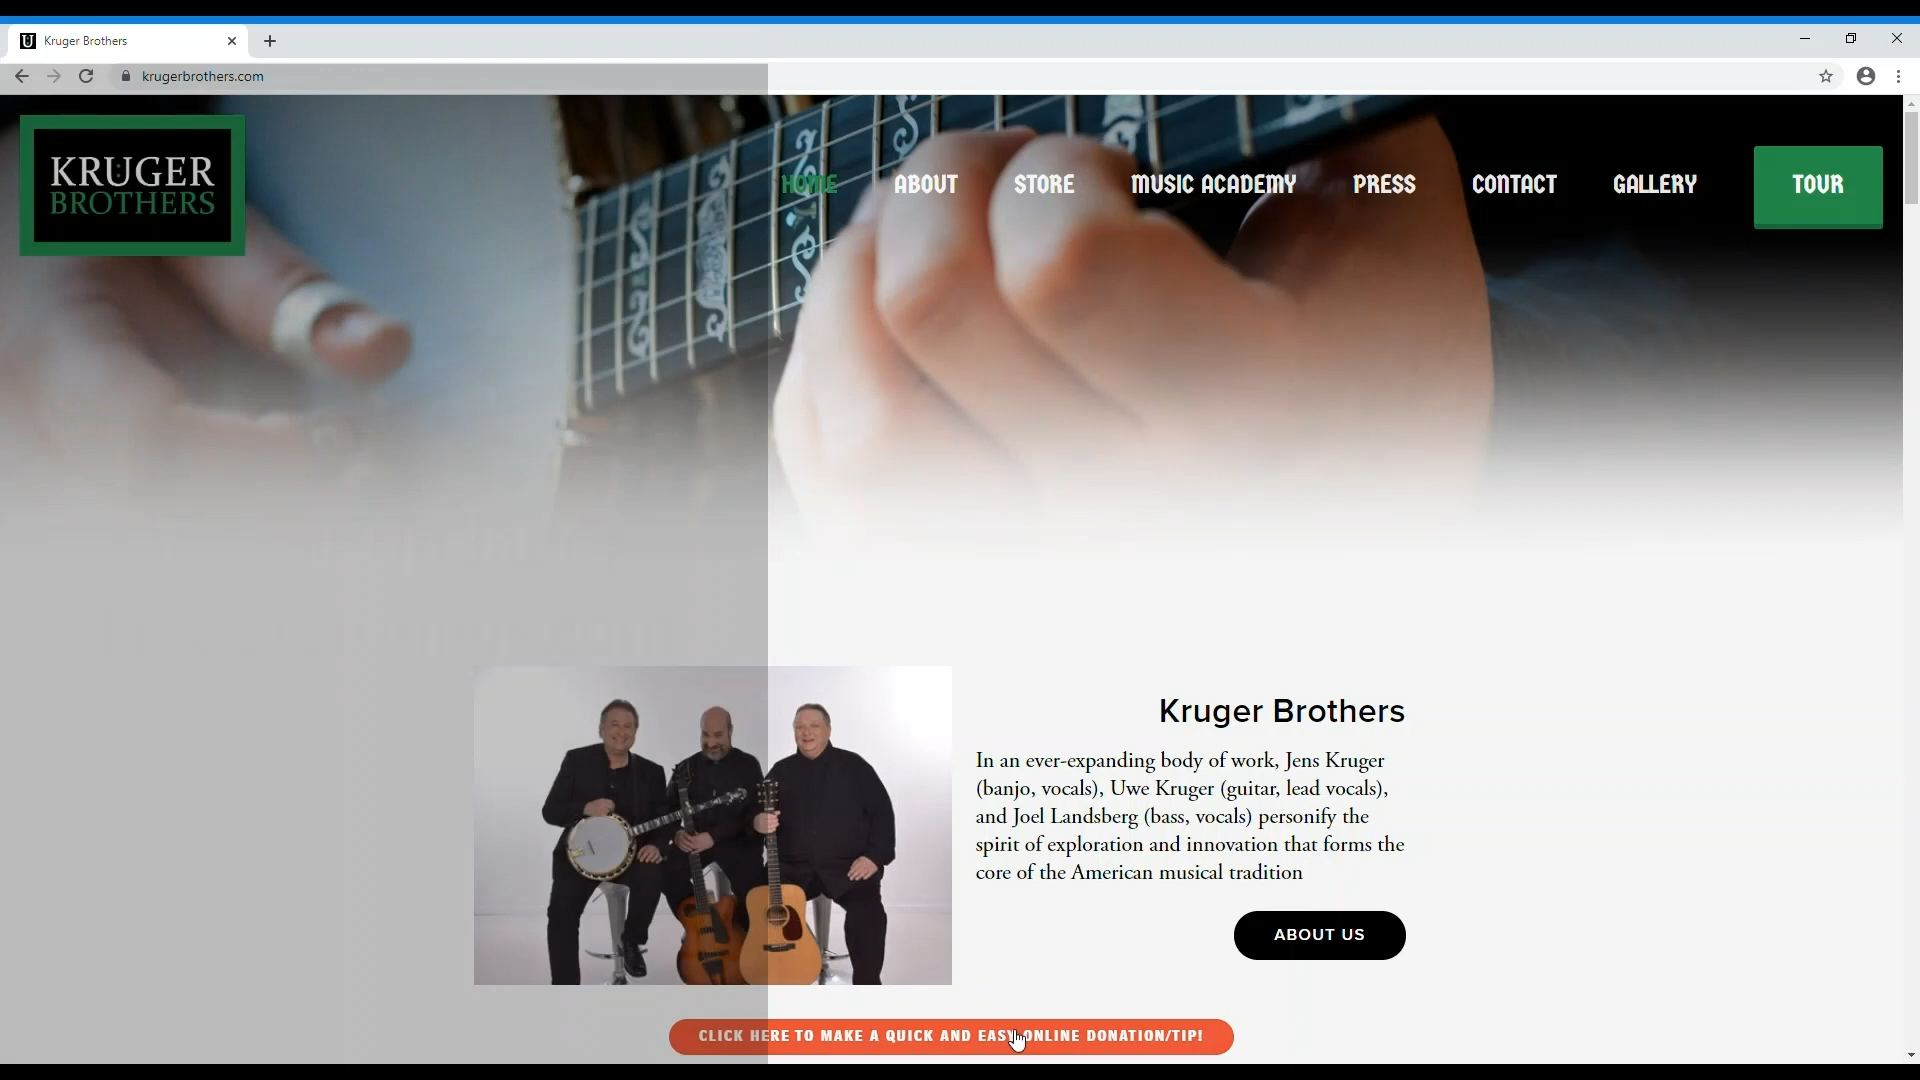 Kruger Brothers
krugerbrothers.com
KRUGER
BROTHERS
HOME
ABOUT
STORE
MUSIC ACADEMY
PRESS
CONTACT
GALLERY
TOUR
Kruger Brothers
In an ever-expanding body of work, Jens Kruger
(banjo, vocals), Uwe Kruger (guitar, lead vocals),
and Joel Landsberg (bass, vocals) personify the
spirit of exploration and innovation that forms the
core of the American musical tradition
ABOUT US
CLICK HERE TO MAKE A QUICK AND EASY ONLINE DONATION/TIP!